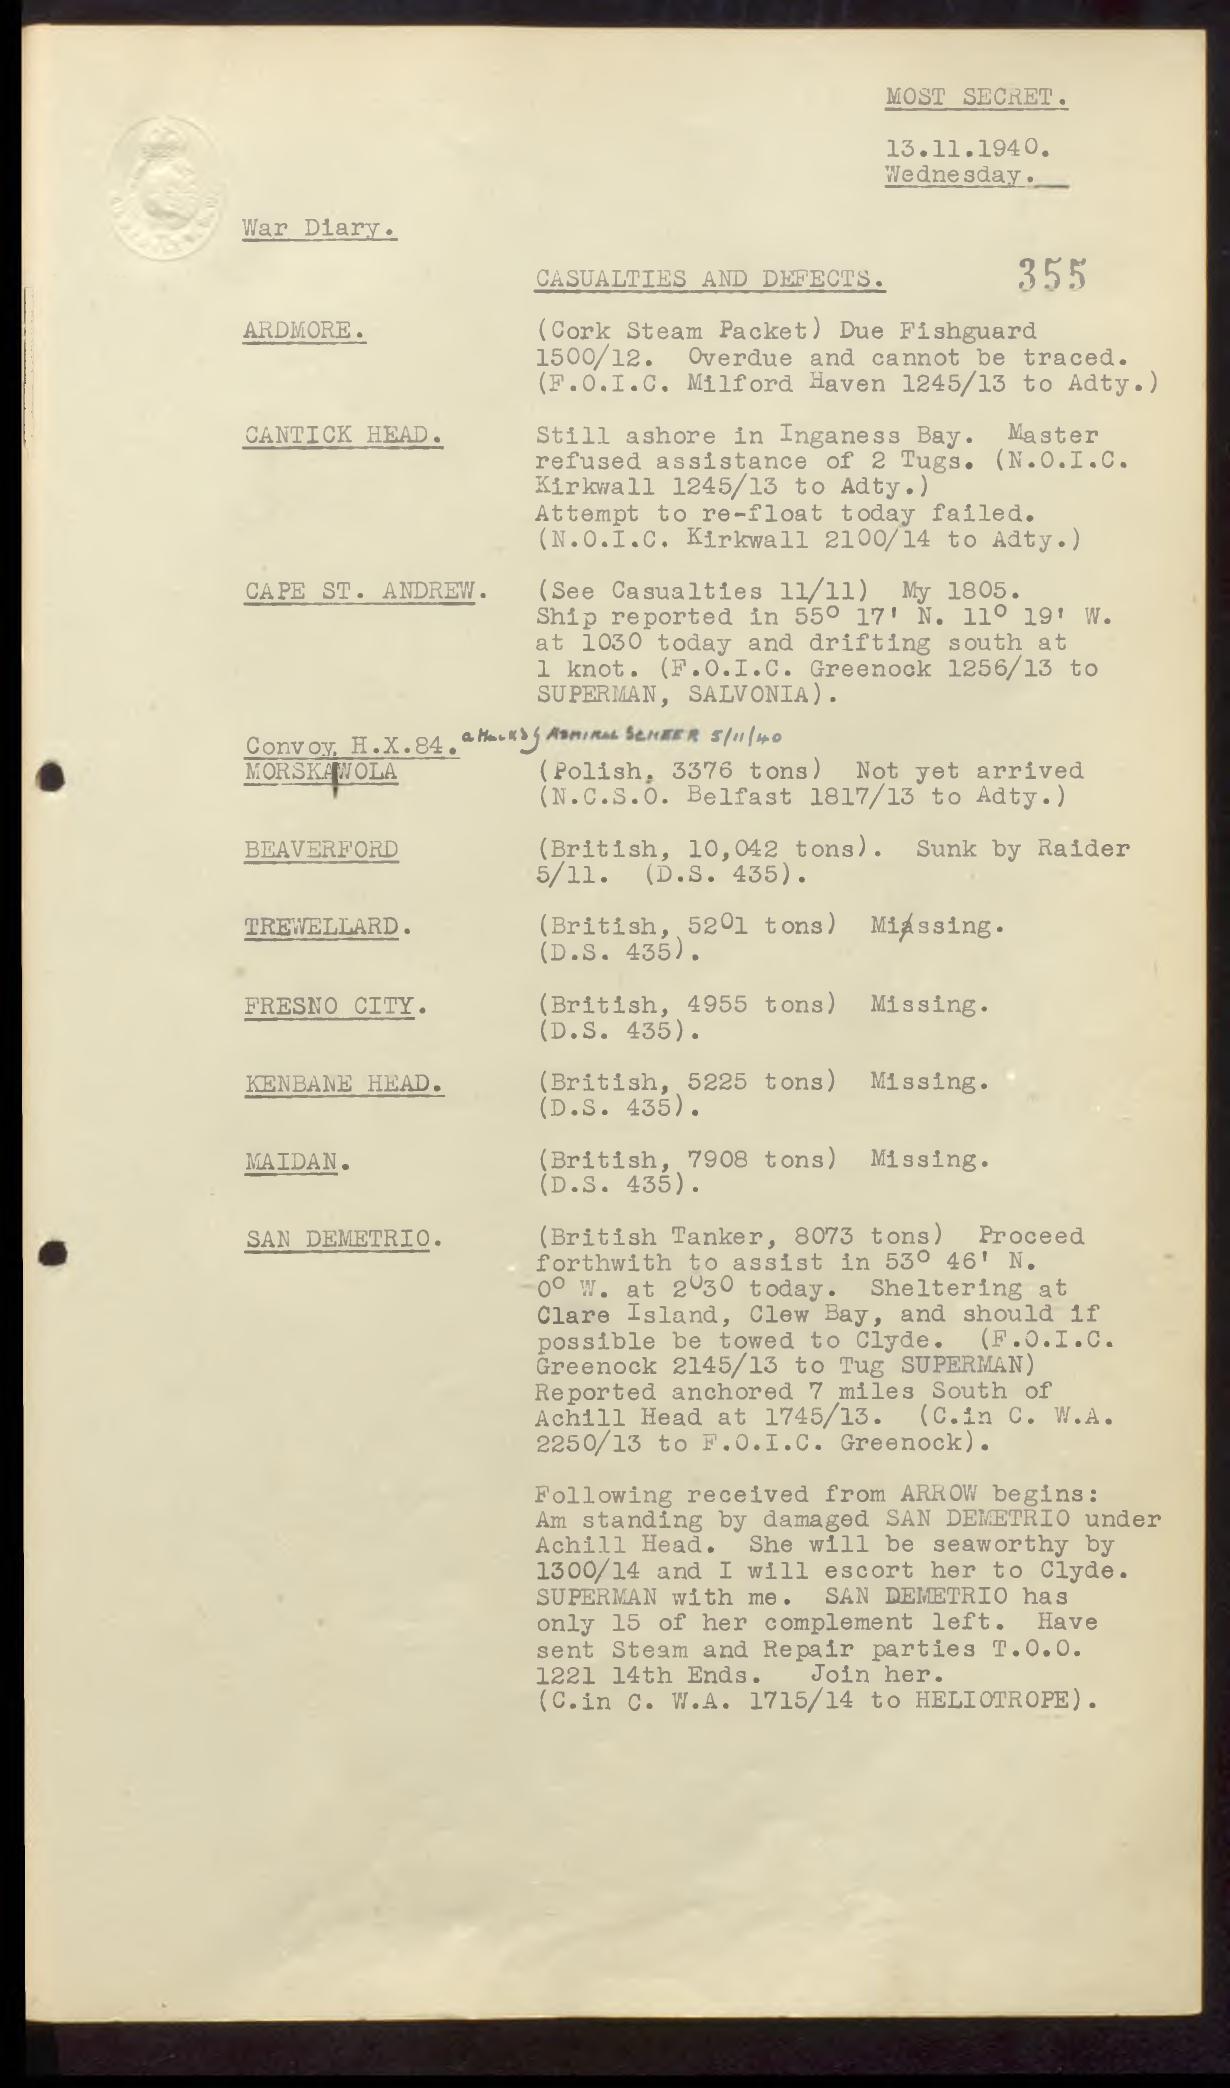 MOST SECRET.
13.11.1940.
Wednesday.
War Diary.
CASUALTIES AND DEFECTS.
355
ARDMORE.
(Cork Steam Packet) Due Fishguard
1500/12. Overdue and cannot be traced.
(F.O.I.C. Milford Haven 1245/13 to Adty.)
CANTICK HEAD.
Still ashore in Inganess Bay. Master
refused assistance of 2 Tugs. (N.O.I.C.
Kirkwall 1245/13 to Adty.)
Attempt to re-float today failed.
(N.O.I.C. Kirkwall 2100/14 to Adty.)
CAPE ST. ANDREW.
(See Casualties 11/11) My 1805.
Ship reported in 55° 17' N. 11° 19' W.
at 1030 today and drifting south at
1 knot. (F.O.I.C. Greenock 1256/13 to
SUPERMAN, SALVONIA).
Convoy. H.X.84. attacked by ADMIRAL SCHEER 5/11/40
MORSKA WOLA
(Polish, 3376 tons) Not yet arrived
(N.C.S.O. Belfast 1817/13 to Adty.)
BEAVERFORD
(British, 10,042 tons). Sunk by Raider
5/11. (D.S. 435).
TREWELLARD.
(British, 5201 tons) Missing.
(D.S. 435).
FRESNO CITY.
(British, 4955 tons) Missing.
(D.S. 435).
KENBANE HEAD.
(British, 5225 tons) Missing.
(D.S. 435).
MAIDAN.
(British, 7908 tons) Missing.
(D.S. 435).
SAN DEMETRIO.
(British Tanker, 8073 tons) Proceed
forthwith to assist in 53° 46' N.
0° W. at 2030 today. Sheltering at
Clare Island, Clew Bay, and should if
possible be towed to Clyde. (F.O.I.C.
Greenock 2145/13 to Tug SUPERMAN)
Reported anchored 7 miles South of
Achill Head at 1745/13. (C.in C. W.A.
2250/13 to F.O.I.C. Greenock).
Following received from ARROW begins:
Am standing by damaged SAN DEMETRIO under
Achill Head. She will be seaworthy by
1300/14 and I will escort her to Clyde.
SUPERMAN with me. SAN DEMETRIO has
only 15 of her complement left. Have
sent Steam and Repair parties T.O.O.
1221 14th Ends. Join her.
(C.in C. W.A. 1715/14 to HELIOTROPE).